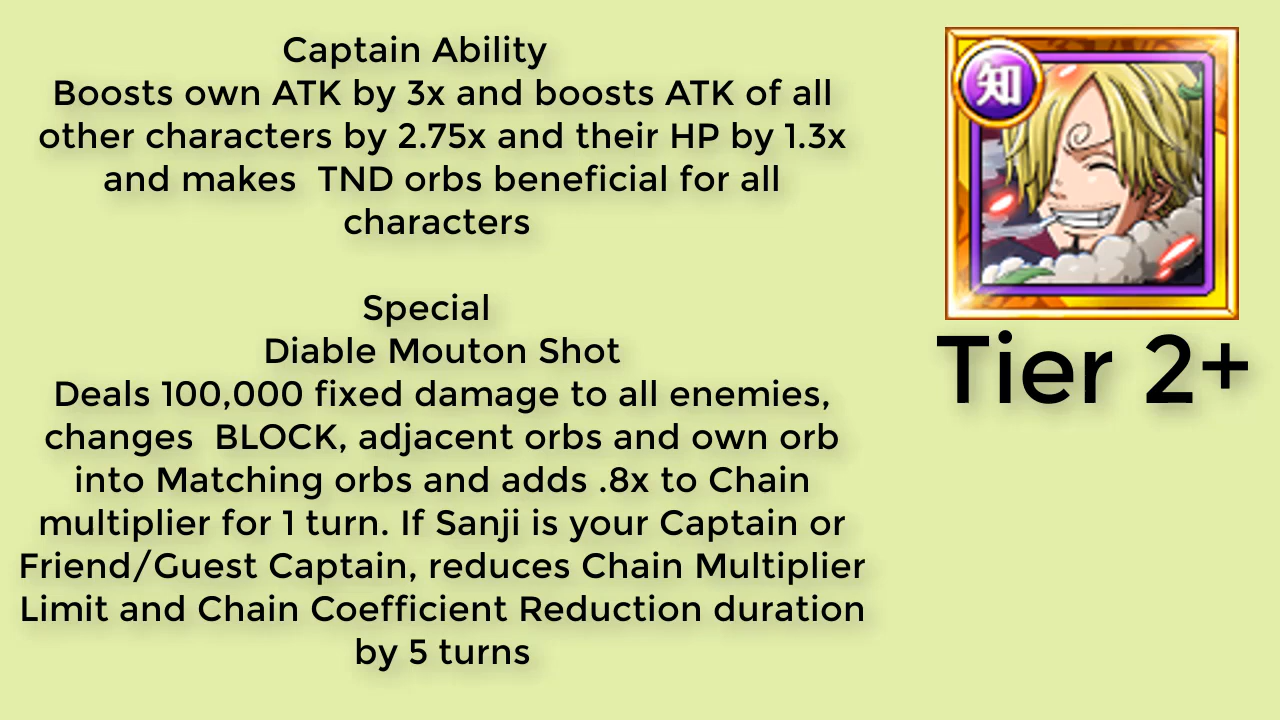 Captain Ability
Boosts own ATK by 3x and boosts ATK of all
other characters by 2.75x and their HP by 1.3x
and makes  TND orbs beneficial for all
characters
Special
Diable Mouton Shot
Deals 100,000 fixed damage to all enemies,
changes  BLOCK, adjacent orbs and own orb
into Matching orbs and adds .8x to Chain
multiplier for 1 turn. If Sanji is your Captain or
Friend/Guest Captain, reduces Chain Multiplier
Limit and Chain Coefficient Reduction duration
by 5 turns
知
Tier 2+